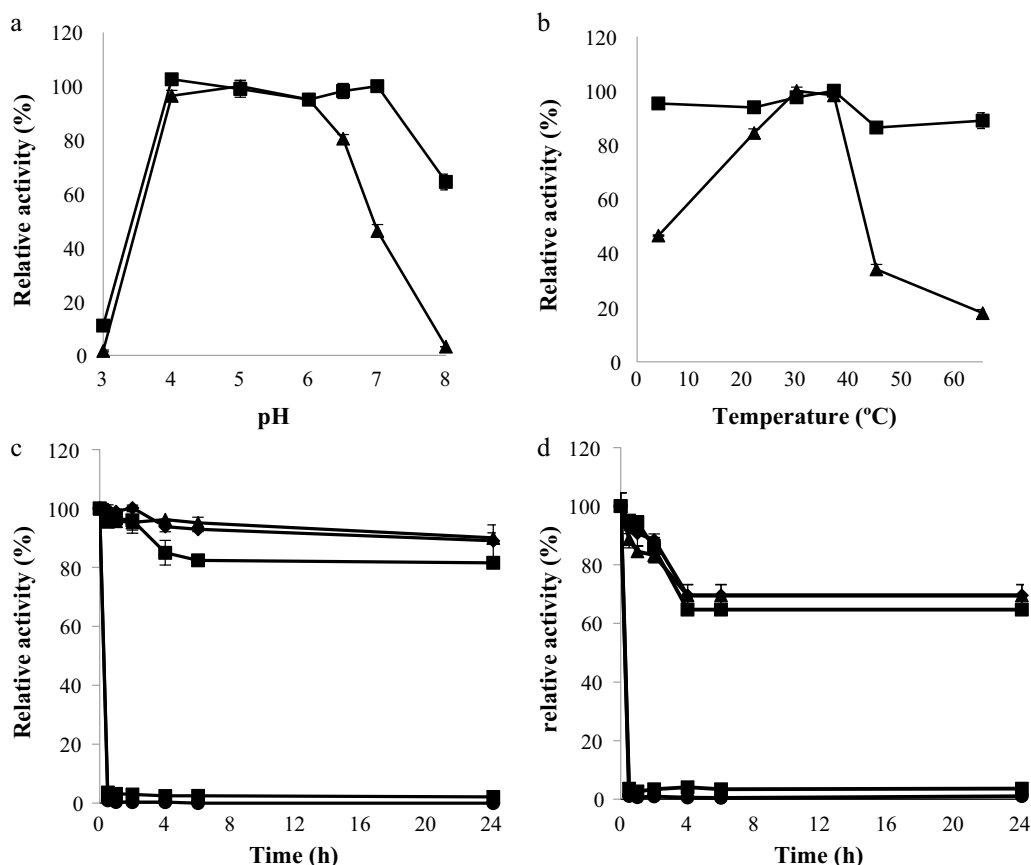 a
Relative activity (%)
120
100
80
60
40
20
0
3 4 5 6 7 8
pH
b
Relative activity (%)
120
100
80
60
40
20
0
0 10 20 30 40 50 60
Temperature (ºC)
c
Relative activity (%)
120
100
80
60
40
20
0
0 4 8 12 16 20 24
Time (h)
d
relative activity (%)
120
100
80
60
40
20
0
0 4 8 12 16 20 24
Time (h)